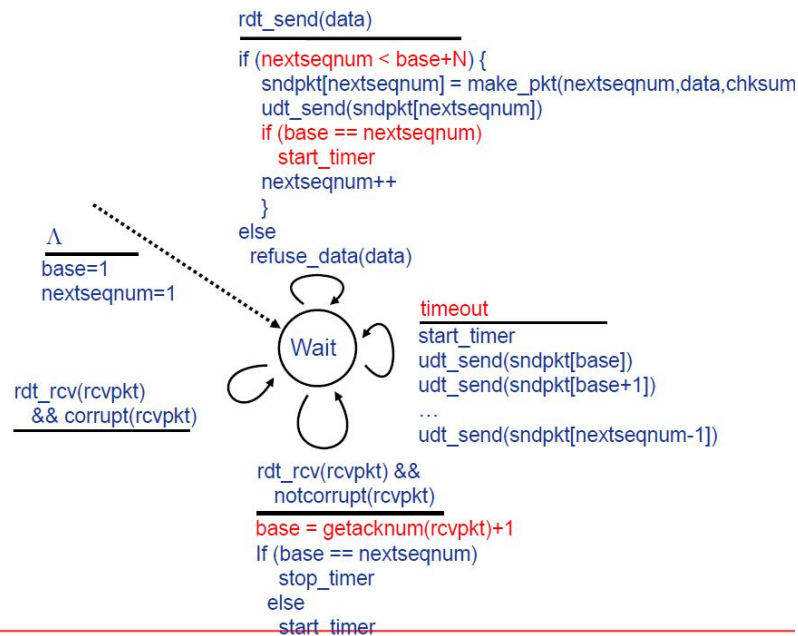 rdt_send(data)
if (nextseqnum < base+N) {
sndpkt[nextseqnum] = make_pkt(nextseqnum,data,chksum
udt_send(sndpkt[nextseqnum])
if (base == nextseqnum)
start_timer
nextseqnum++
}
else
refuse_data(data)
Λ
base=1
nextseqnum=1
Wait
timeout
start_timer
udt_send(sndpkt[base])
udt_send(sndpkt[base+1])
…
udt_send(sndpkt[nextseqnum-1])
rdt_rcv(rcvpkt)
&& corrupt(rcvpkt)
rdt_rcv(rcvpkt) &&
notcorrupt(rcvpkt)
base = getacknum(rcvpkt)+1
If (base == nextseqnum)
stop_timer
else
start_timer